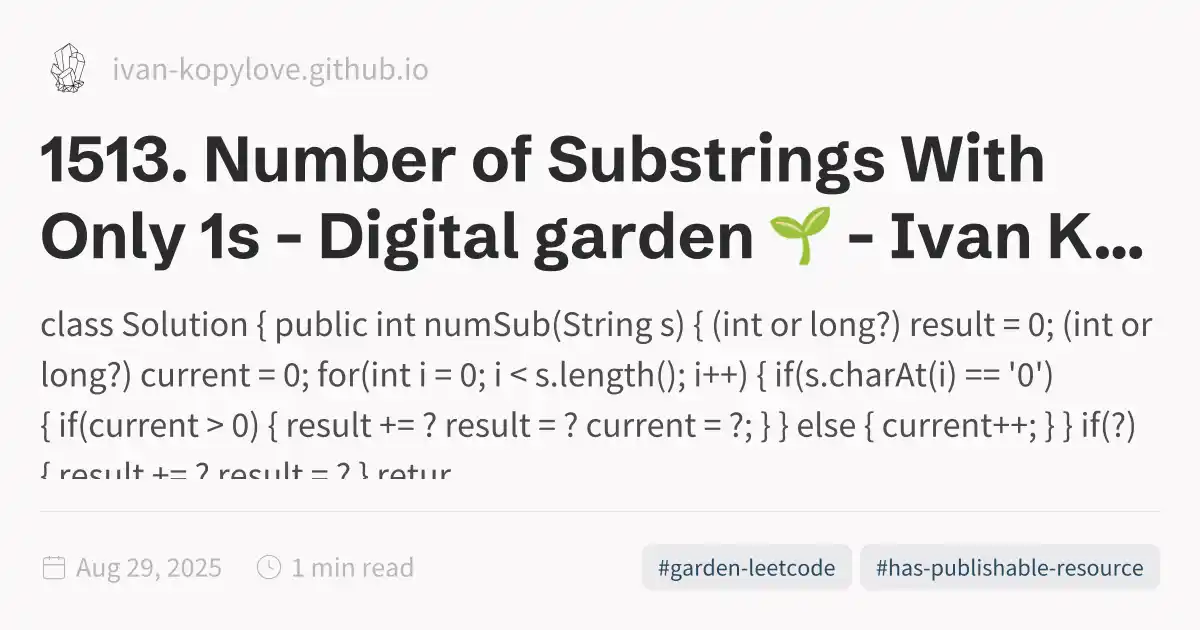 ivan-kopylove.github.io
1513. Number of Substrings With
Only 1s - Digital garden 🌱 - Ivan K...
class Solution { public int numSub(String s) { (int or long?) result = 0; (int or
long?) current = 0; for(int i = 0; i < s.length(); i++) { if(s.charAt(i) == '0')
{ if(current > 0) { result += ? result = ? current = ?; } } else { current++; } } if(?)
{ result += ? result = ? } retur
Aug 29, 2025
1 min read
#garden-leetcode
#has-publishable-resource